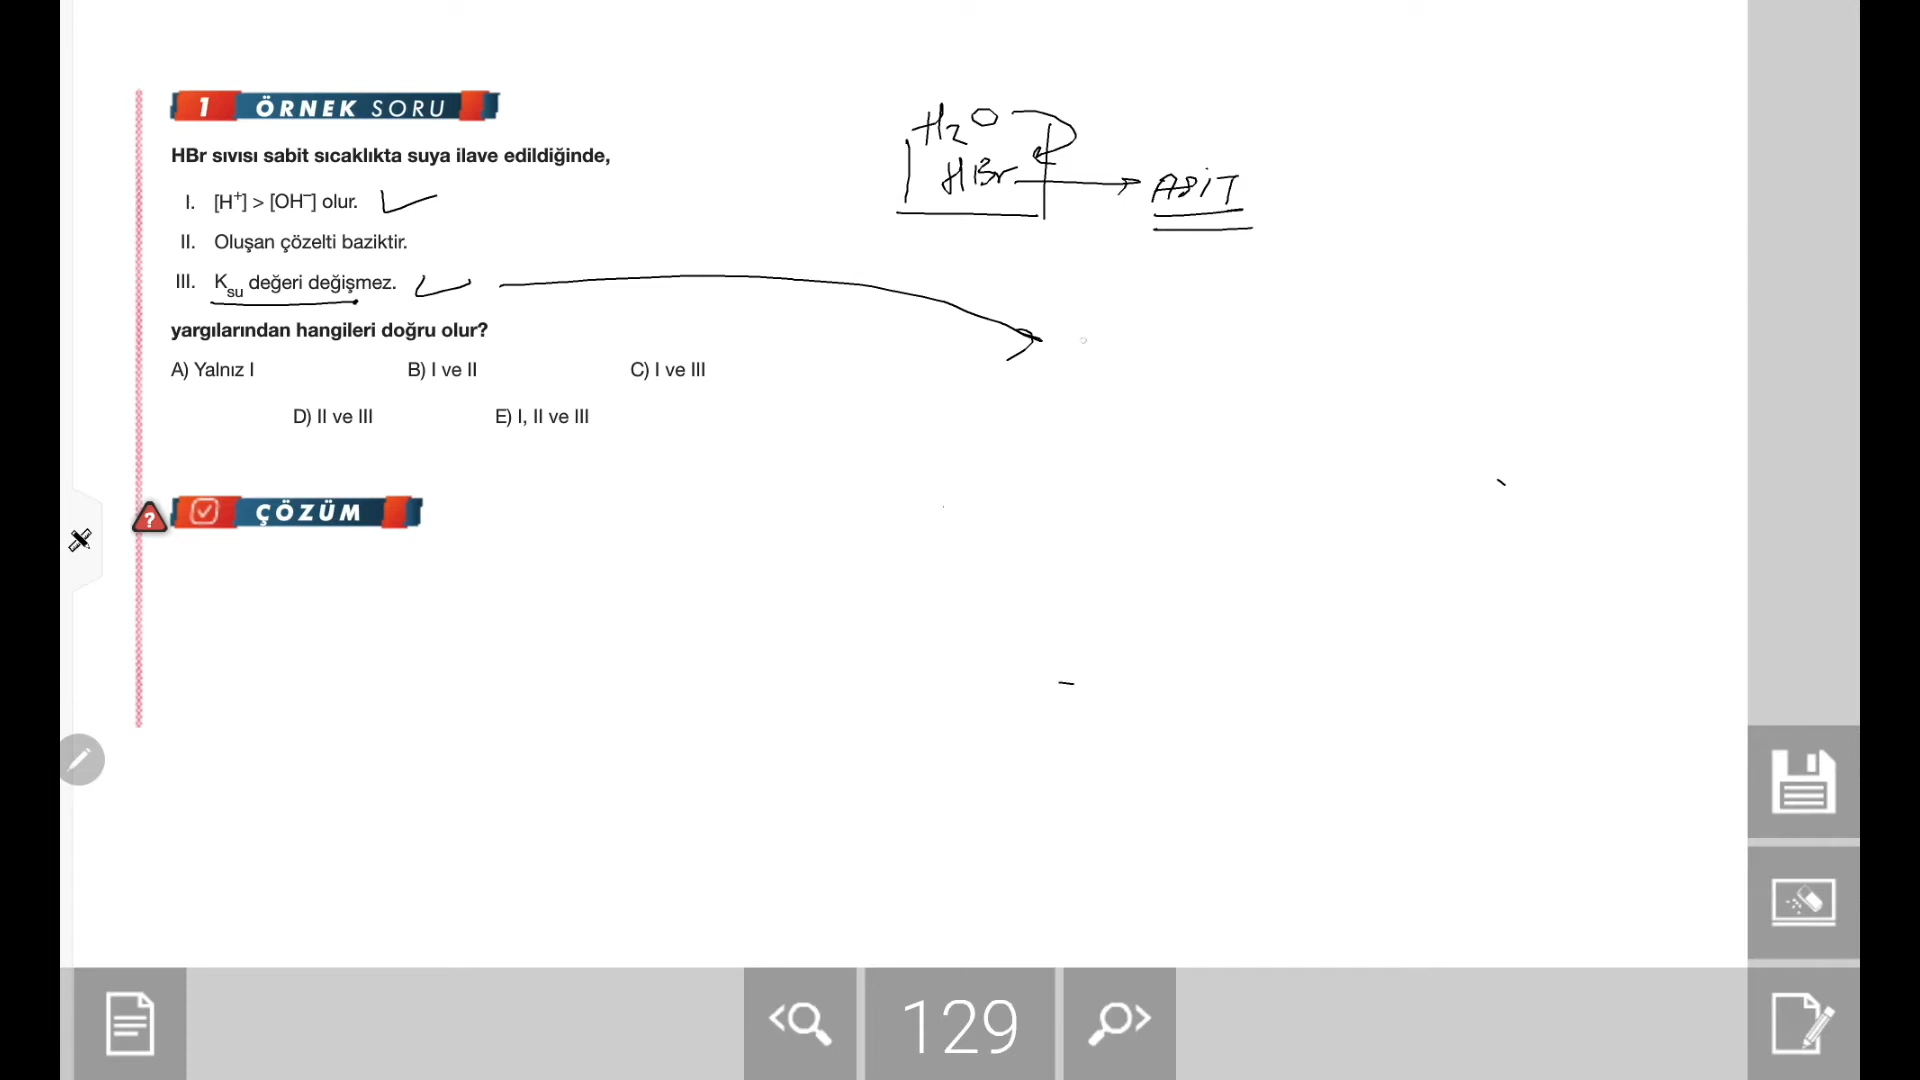 1 ÖRNEK SORU
HBr sıvısı sabit sıcaklıkta suya ilave edildiğinde,
I. [H⁺] > [OH⁻] olur.
II. Oluşan çözelti baziktir.
III. Ksu değeri değişmez.
yargılarından hangileri doğru olur?
A) Yalnız I B) I ve II C) I ve III
D) II ve III E) I, II ve III
H2O
HBr
ASİT
? ÇÖZÜM
129